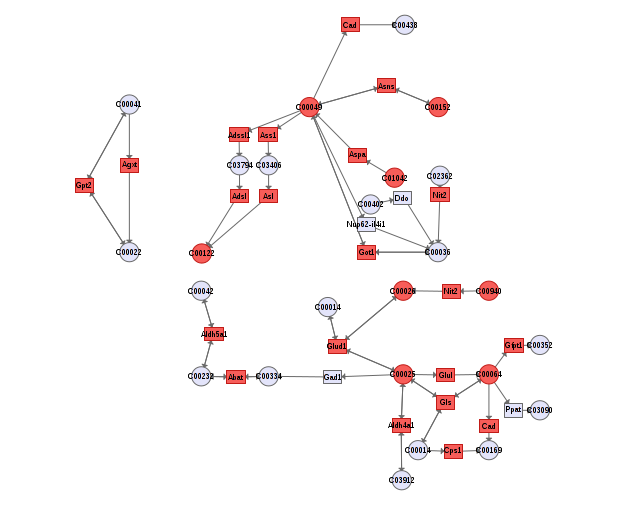 Cad
C00438
Asns
C00041
C00049
C00152
Adssl1
Ass1
Aspa
Agxt
C03794
C03406
C01042
C02362
Gpt2
Adsl
Asl
C00402
Ddo
Nit2
Nup62-il4i1
C00022
C00122
Got1
C00036
C00042
C00026
Nit2
C00940
C00014
Aldh5a1
Glud1
Gfpt1
C00352
C00232
Abat
C00334
Gad1
C00025
Glul
C00064
Gls
Ppat
C03090
Aldh4a1
Cad
C00014
Cps1
C00169
C03912